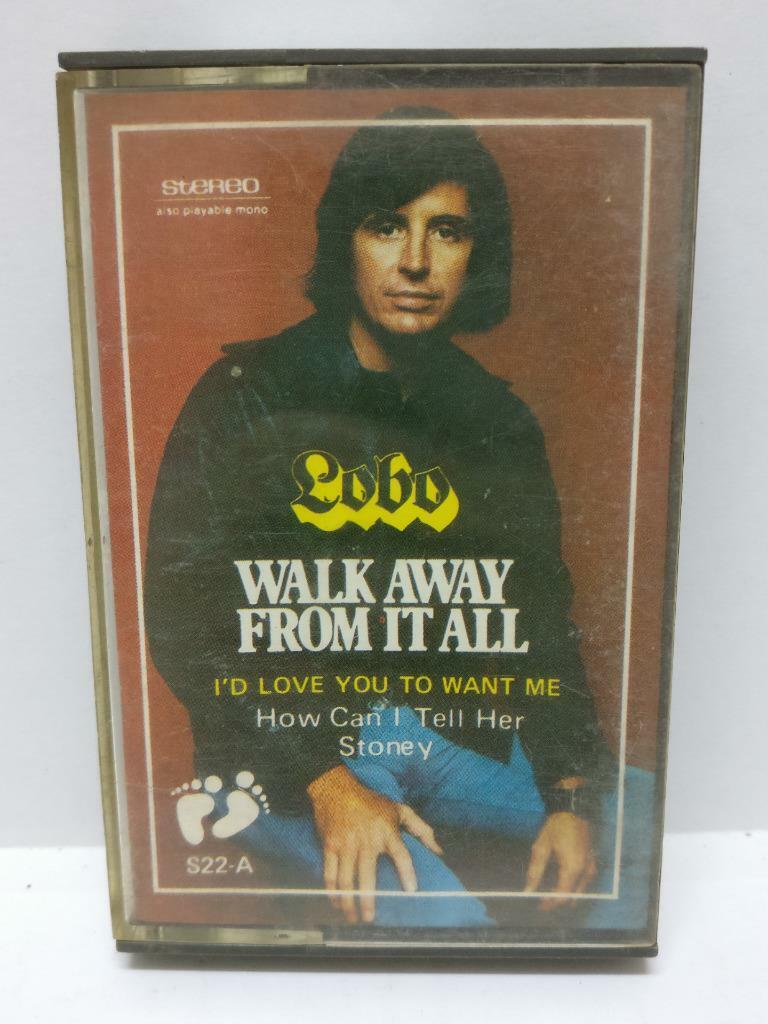 STEREO
also playable mono
Lobo
WALK AWAY
FROM IT ALL
I'D LOVE YOU TO WANT ME
How Can I Tell Her
Stoney
S22-A